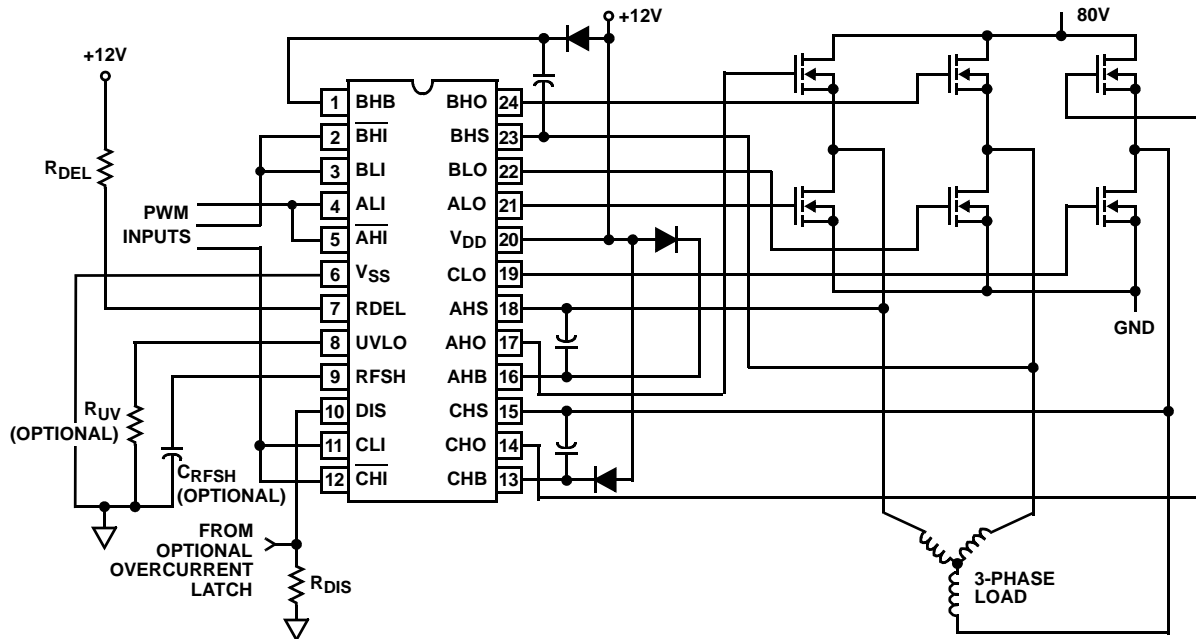 +12V
80V
+12V
1 BHB BHO 24
2 BHI BHS 23
RDEL
3 BLI BLO 22
PWM
INPUTS
4 ALI ALO 21
5 AHI VDD 20
6 VSS CLO 19
7 RDEL AHS 18
GND
8 UVLO AHO 17
9 RFSH AHB 16
RUV
(OPTIONAL)
10 DIS CHS 15
11 CLI CHO 14
CRFSH
(OPTIONAL)
12 CHI CHB 13
FROM
OPTIONAL
OVERCURRENT
LATCH
RDIS
3-PHASE
LOAD